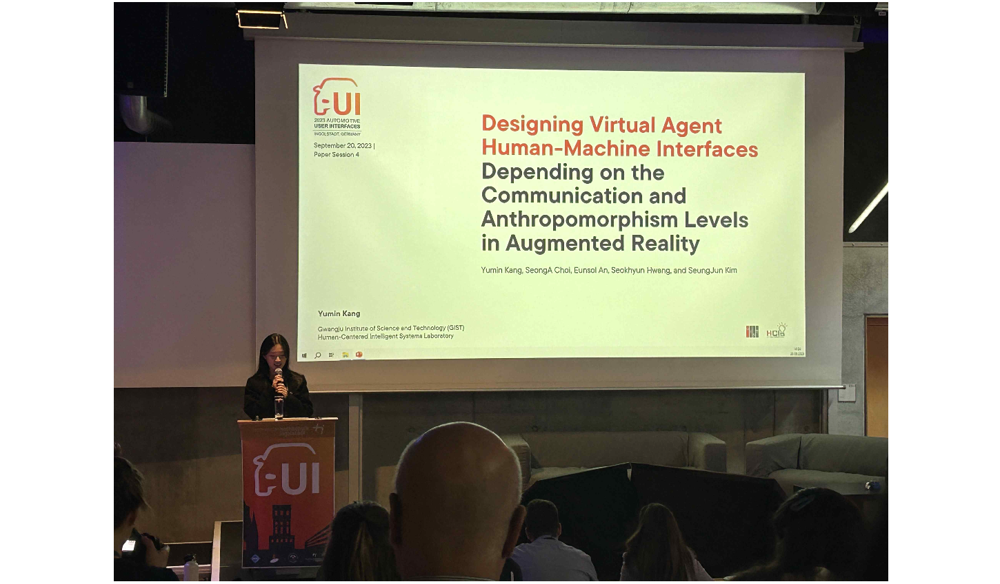 UI
2023 AUTOMOTIVE
USER INTERFACES
INGOLSTADT, GERMANY
September 20, 2023 |
Paper Session 4
Designing Virtual Agent
Human-Machine Interfaces
Depending on the
Communication and
Anthropomorphism Levels
in Augmented Reality
Yumin Kang, SeongA Choi, Eunsol An, Seokhyun Hwang, and SeungJun Kim
Yumin Kang
Gwangju Institute of Science and Technology (GIST)
Human-Centered Intelligent Systems Laboratory
HCIS
UI